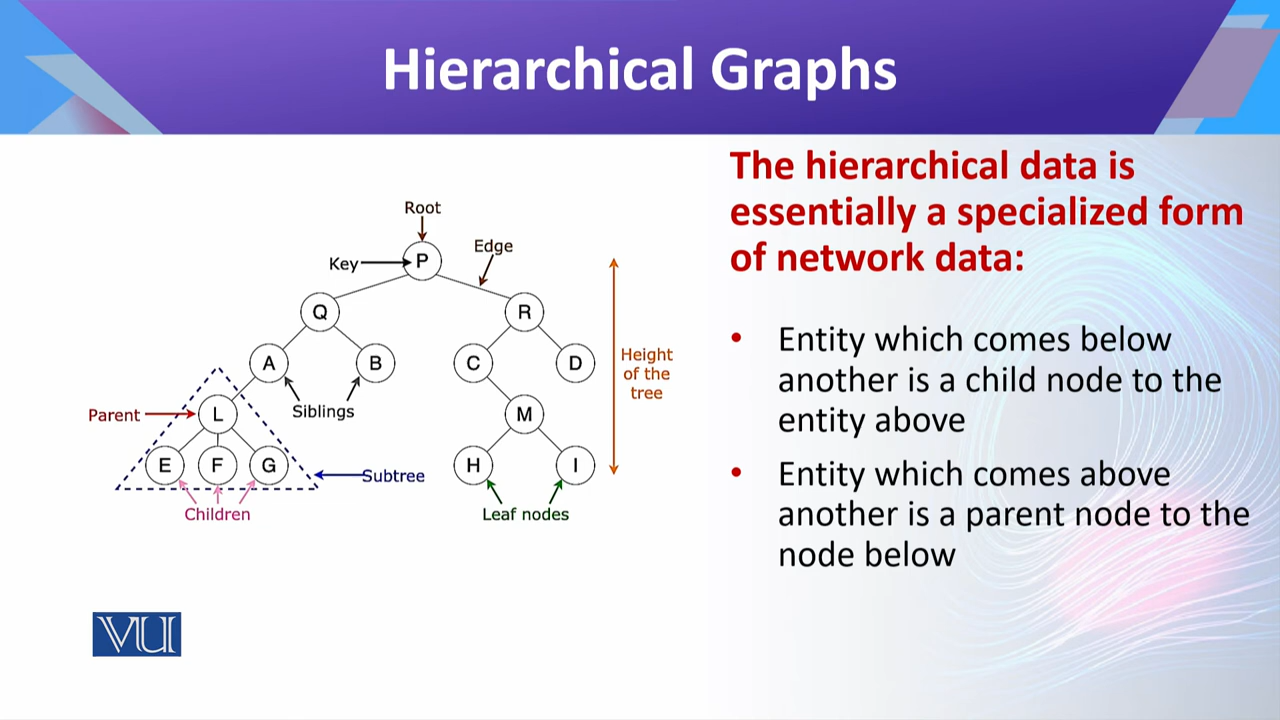 Hierarchical Graphs
Root
Edge
Key
P
Q
R
A
B
C
D
Height
of the
tree
Siblings
Parent
L
M
E
F
G
H
I
Subtree
Children
Leaf nodes
The hierarchical data is
essentially a specialized form
of network data:
• Entity which comes below
another is a child node to the
entity above
• Entity which comes above
another is a parent node to the
node below
VU